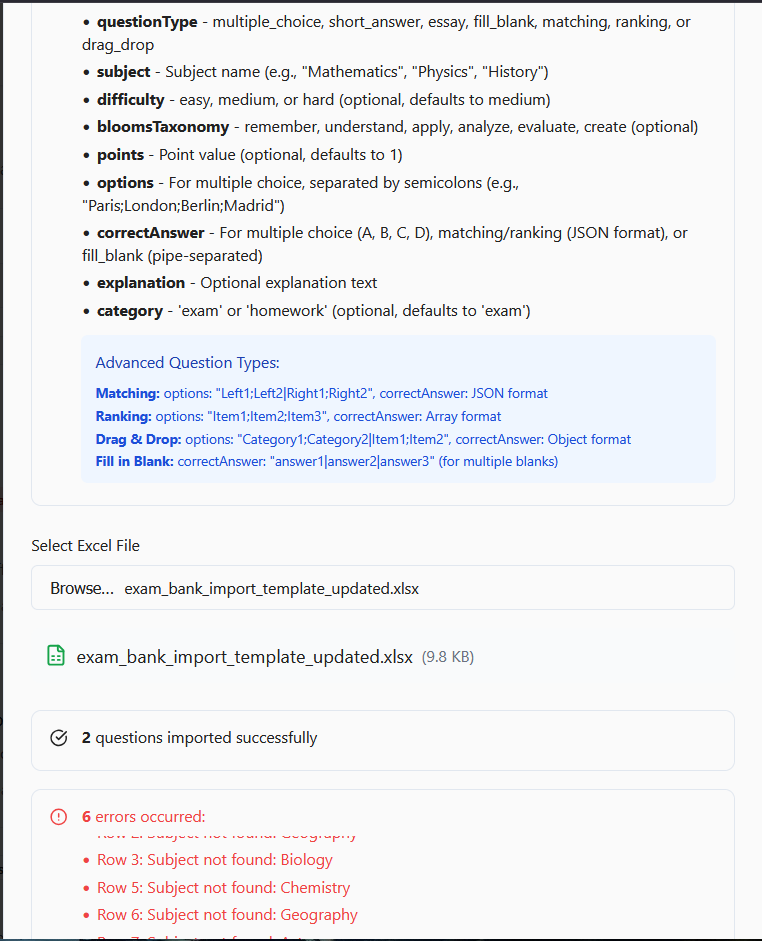 • questionType - multiple_choice, short_answer, essay, fill_blank, matching, ranking, or
drag_drop
• subject - Subject name (e.g., "Mathematics", "Physics", "History")
• difficulty - easy, medium, or hard (optional, defaults to medium)
• bloomsTaxonomy - remember, understand, apply, analyze, evaluate, create (optional)
• points - Point value (optional, defaults to 1)
• options - For multiple choice, separated by semicolons (e.g.,
"Paris;London;Berlin;Madrid")
• correctAnswer - For multiple choice (A, B, C, D), matching/ranking (JSON format), or
fill_blank (pipe-separated)
• explanation - Optional explanation text
• category - 'exam' or 'homework' (optional, defaults to 'exam')
Advanced Question Types:
Matching: options: "Left1;Left2|Right1;Right2", correctAnswer: JSON format
Ranking: options: "Item1;Item2;Item3", correctAnswer: Array format
Drag & Drop: options: "Category1;Category2|Item1;Item2", correctAnswer: Object format
Fill in Blank: correctAnswer: "answer1|answer2|answer3" (for multiple blanks)
Select Excel File
Browse... exam_bank_import_template_updated.xlsx
exam_bank_import_template_updated.xlsx (9.8 KB)
2 questions imported successfully
6 errors occurred:
Row 2: Subject not found: Geography
• Row 3: Subject not found: Biology
• Row 5: Subject not found: Chemistry
• Row 6: Subject not found: Geography